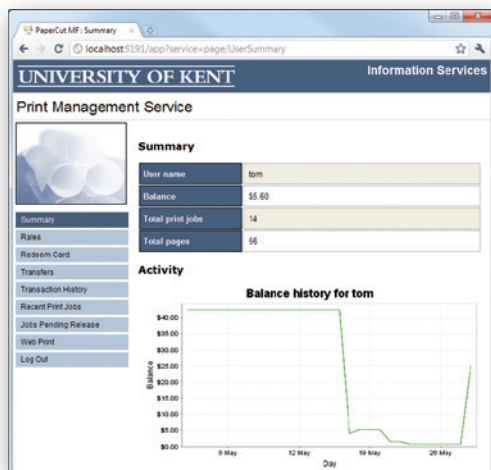 PaperCut MF : Summary
localhost:9191/app?service=page/UserSummary
UNIVERSITY OF KENT
Information Services
Print Management Service
Summary
Rates
Redeem Card
Transfers
Transaction History
Recent Print Jobs
Jobs Pending Release
Web Print
Log Out
Summary
User name tom
Balance $5.60
Total print jobs 14
Total pages 56
Activity
Balance history for tom
$40.00
$35.00
$30.00
$25.00
$20.00
$15.00
$10.00
$5.00
$0.00
Balance
5 May 12 May 19 May 26 May
Day